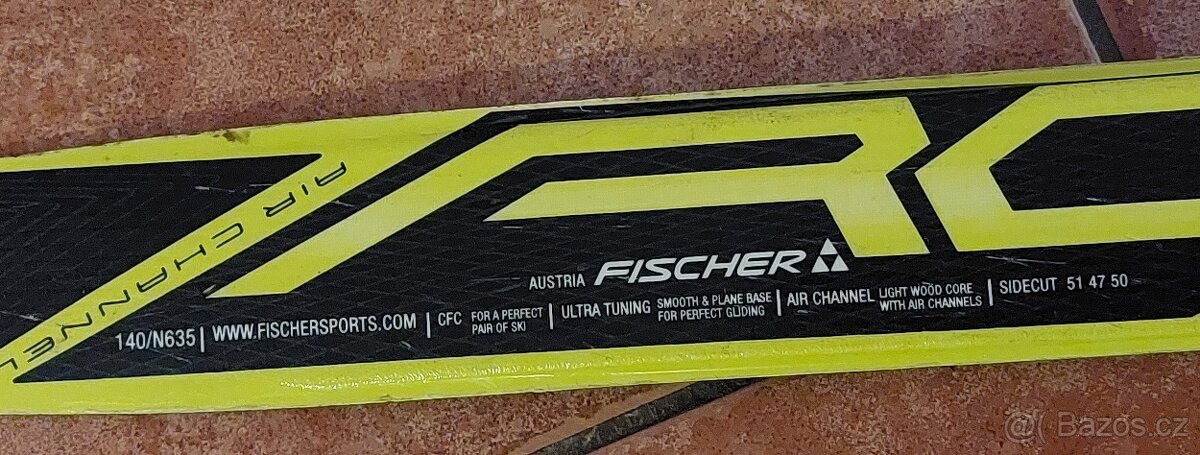 AIR CHANNEL
RC
AUSTRIA FISCHER
140/N635 | WWW.FISCHERSPORTS.COM | CFC FOR A PERFECT PAIR OF SKI | ULTRA TUNING SMOOTH & PLANE BASE FOR PERFECT GLIDING | AIR CHANNEL LIGHT WOOD CORE WITH AIR CHANNELS | SIDECUT 51 47 50
Bazoš.cz